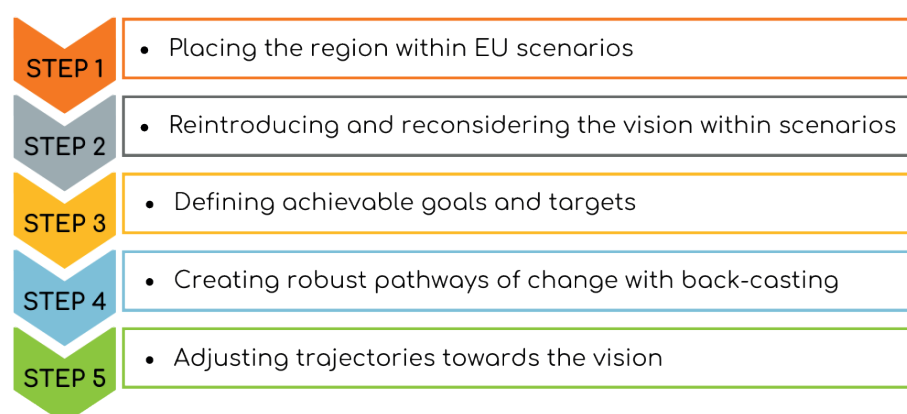 STEP 1
• Placing the region within EU scenarios
STEP 2
• Reintroducing and reconsidering the vision within scenarios
STEP 3
• Defining achievable goals and targets
STEP 4
• Creating robust pathways of change with back-casting
STEP 5
• Adjusting trajectories towards the vision